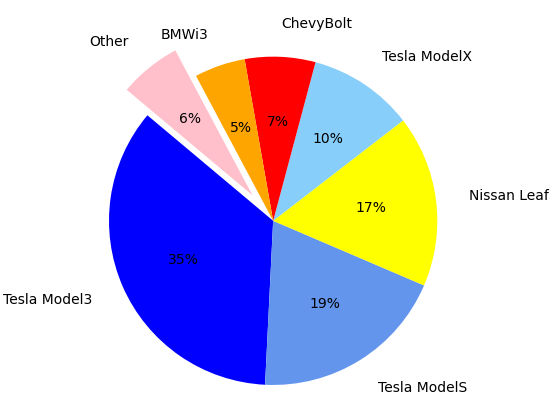 ChevyBolt
BMWi3
Other
Tesla ModelX
6%
7%
5%
10%
Nissan Leaf
17%
35%
Tesla Model3
19%
Tesla ModelS